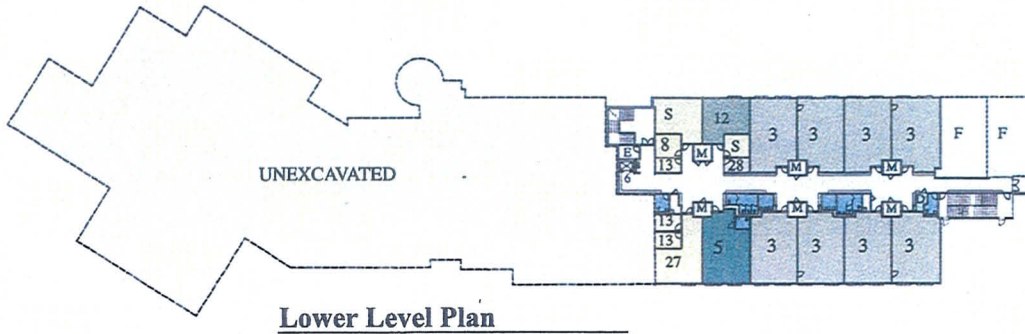 S 12 3 3 3 3 F F
8 S
13 M 28 M M
E
6
UNEXCAVATED
M M M
13
13
27 5 3 3 3 3
Lower Level Plan